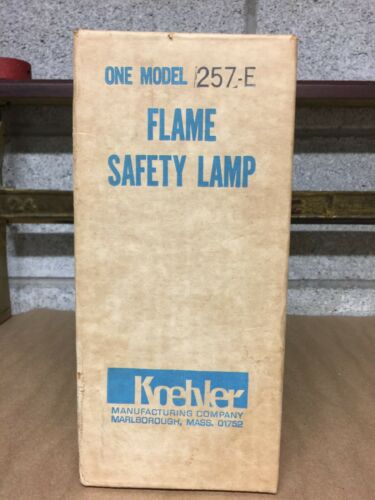 ONE MODEL 257-E
FLAME
SAFETY LAMP
Koehler
MANUFACTURING COMPANY
MARLBOROUGH, MASS. 01752